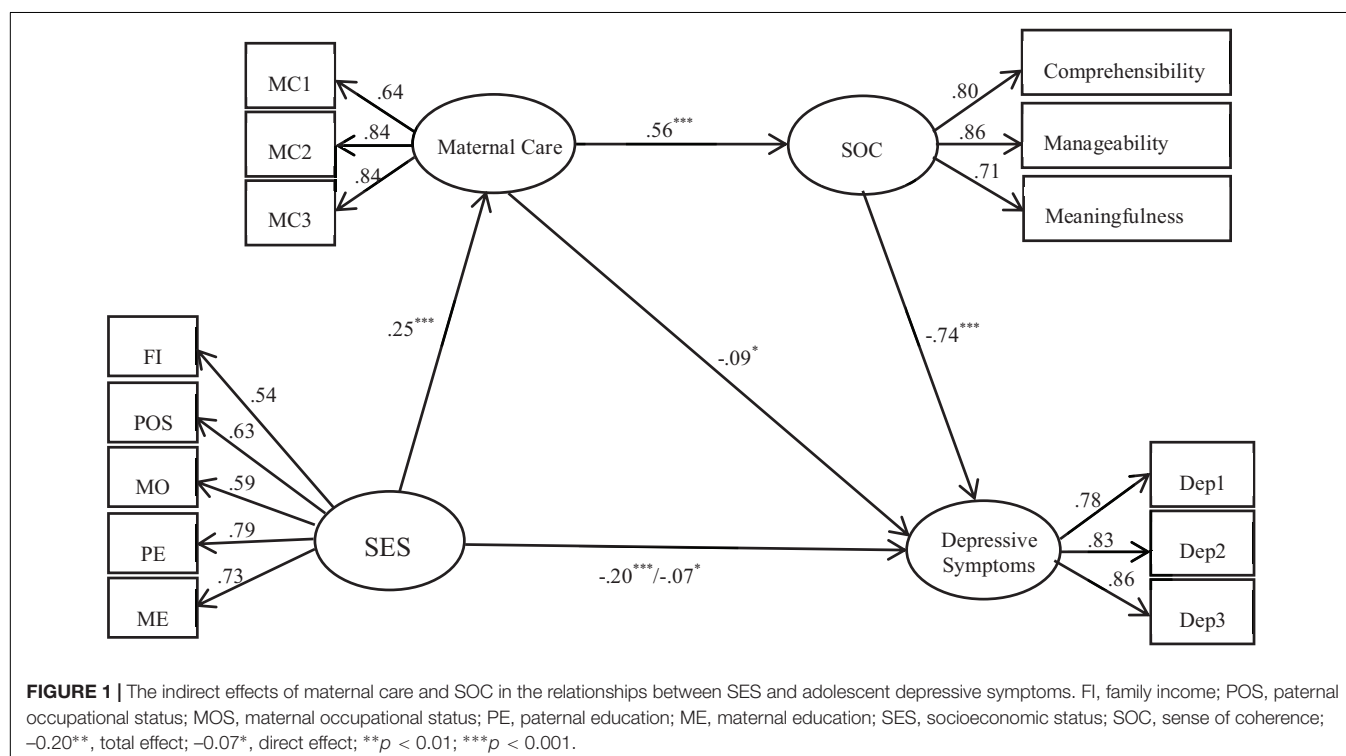 MC1
MC2
MC3
.64
.84
.84
Maternal Care
.56***
SOC
.80
.86
.71
Comprehensibility
Manageability
Meaningfulness
.25***
-.09*
-.74***
FI
POS
MO
PE
ME
.54
.63
.59
.79
.73
SES
-.20***/-.07*
Depressive
Symptoms
.78
.83
.86
Dep1
Dep2
Dep3
FIGURE 1 | The indirect effects of maternal care and SOC in the relationships between SES and adolescent depressive symptoms. FI, family income; POS, paternal
occupational status; MOS, maternal occupational status; PE, paternal education; ME, maternal education; SES, socioeconomic status; SOC, sense of coherence;
–0.20**, total effect; –0.07*, direct effect; **p < 0.01; ***p < 0.001.